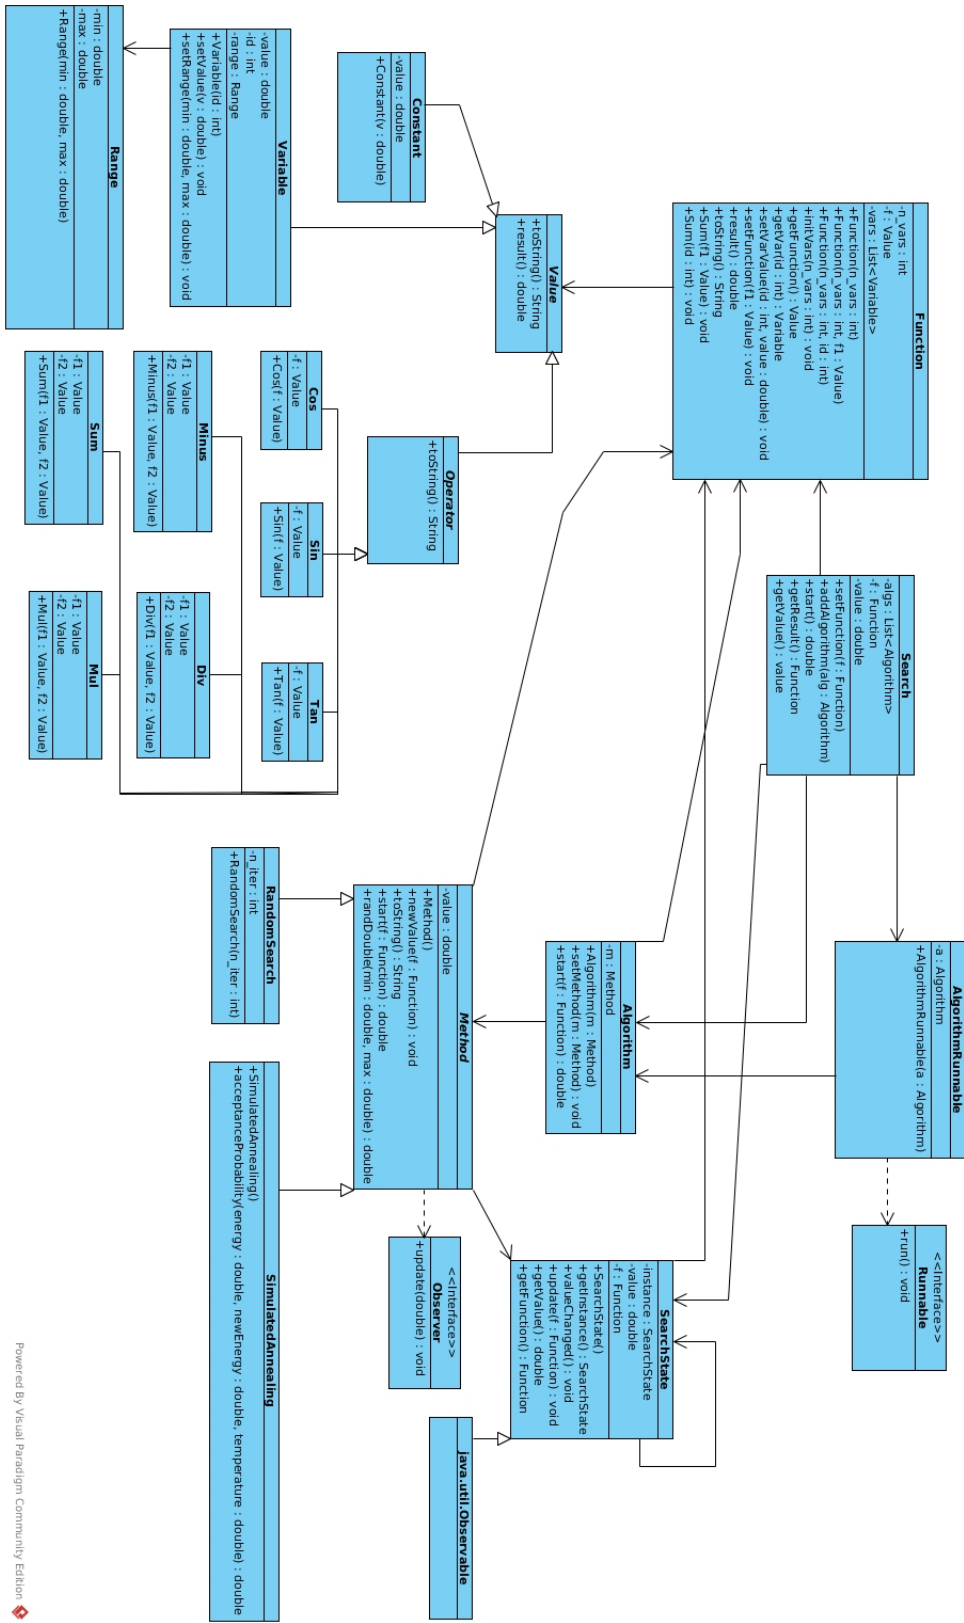 Function
-n_vars : int
-f : Value
-vars : List<Variable>
+Function(n_vars : int)
+Function(n_vars : int, f1 : Value)
+Function(n_vars : int, id : int)
+initVars(n_vars : int) : void
+getFunction() : Value
+getVar(id : int) : Variable
+setVarValue(id : int, value : double) : void
+setFunction(f1 : Value) : void
+result() : double
+toString() : String
+Sum(f1 : Value) : void
+Sum(id : int) : void
Search
-algs : List<Algorithm>
-f : Function
-value : double
+setFunction(f : Function)
+addAlgorithm(alg : Algorithm)
+start() : double
+getResult() : Function
+getValue() : value
AlgorithmRunnable
-a : Algorithm
+AlgorithmRunnable(a : Algorithm)
<<Interface>>
Runnable
+run() : void
Value
+toString() : String
+result() : double
Constant
-value : double
+Constant(v : double)
Variable
-value : double
-id : int
-range : Range
+Variable(id : int)
+setValue(v : double) : void
+setRange(min : double, max : double) : void
Range
-min : double
-max : double
+Range(min : double, max : double)
Operator
+toString() : String
Cos
-f : Value
+Cos(f : Value)
Sin
-f : Value
+Sin(f : Value)
Tan
-f : Value
+Tan(f : Value)
Minus
-f1 : Value
-f2 : Value
+Minus(f1 : Value, f2 : Value)
Div
-f1 : Value
-f2 : Value
+Div(f1 : Value, f2 : Value)
Sum
-f1 : Value
-f2 : Value
+Sum(f1 : Value, f2 : Value)
Mul
-f1 : Value
-f2 : Value
+Mul(f1 : Value, f2 : Value)
Algorithm
-m : Method
+Algorithm(m : Method)
+setMethod(m : Method) : void
+start(f : Function) : double
SearchState
-instance : SearchState
-value : double
-f : Function
+SearchState()
+getInstance() : SearchState
+valueChanged() : void
+update(f : Function) : void
+getValue() : double
+getFunction() : Function
Method
-value : double
+Method()
+newValue(f : Function) : void
+toString() : String
+start(f : Function) : double
+randDouble(min : double, max : double) : double
<<Interface>>
Observer
+update(double) : void
java.util.Observable
RandomSearch
-n_iter : int
+RandomSearch(n_iter : int)
SimulatedAnnealing
+SimulatedAnnealing()
+acceptanceProbability(energy : double, newEnergy : double, temperature : double) : double
Powered By Visual Paradigm Community Edition